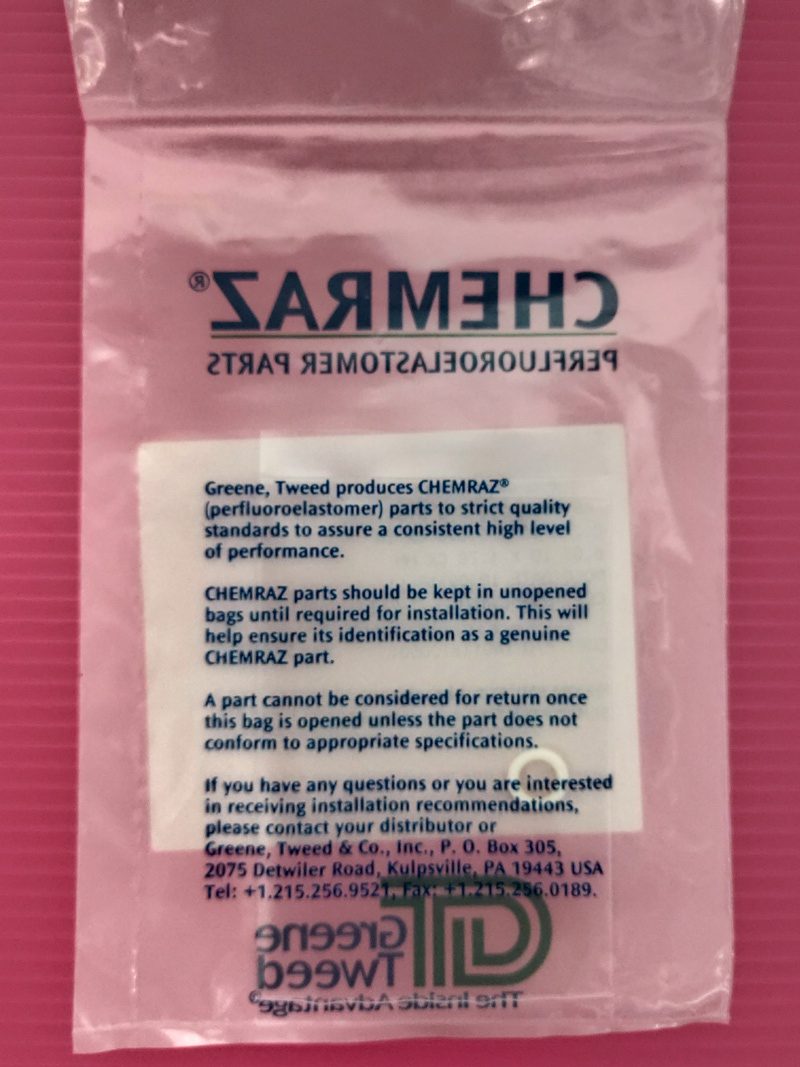 CHEMRAZ®
PERFLUOROELASTOMER PARTS
Greene, Tweed produces CHEMRAZ®
(perfluoroelastomer) parts to strict quality
standards to assure a consistent high level
of performance.
CHEMRAZ parts should be kept in unopened
bags until required for installation. This will
help ensure its identification as a genuine
CHEMRAZ part.
A part cannot be considered for return once
this bag is opened unless the part does not
conform to appropriate specifications.
If you have any questions or you are interested
in receiving installation recommendations,
please contact your distributor or
Greene, Tweed & Co., Inc., P. O. Box 305,
2075 Detwiler Road, Kulpsville, PA 19443 USA
Tel: +1.215.256.9521, Fax: +1.215.256.0189.
Greene
Tweed
The Inside Advantage®